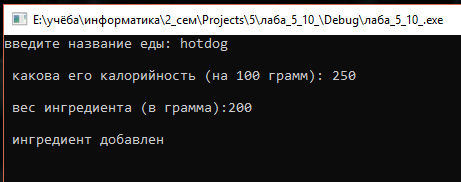 E:\учёба\информатика\2_сем\Projects\5\лаба_5_10_\Debug\лаба_5_10_.exe
введите название еды: hotdog
какова его калорийность (на 100 грамм): 250
вес ингредиента (в грамма):200
ингредиент добавлен